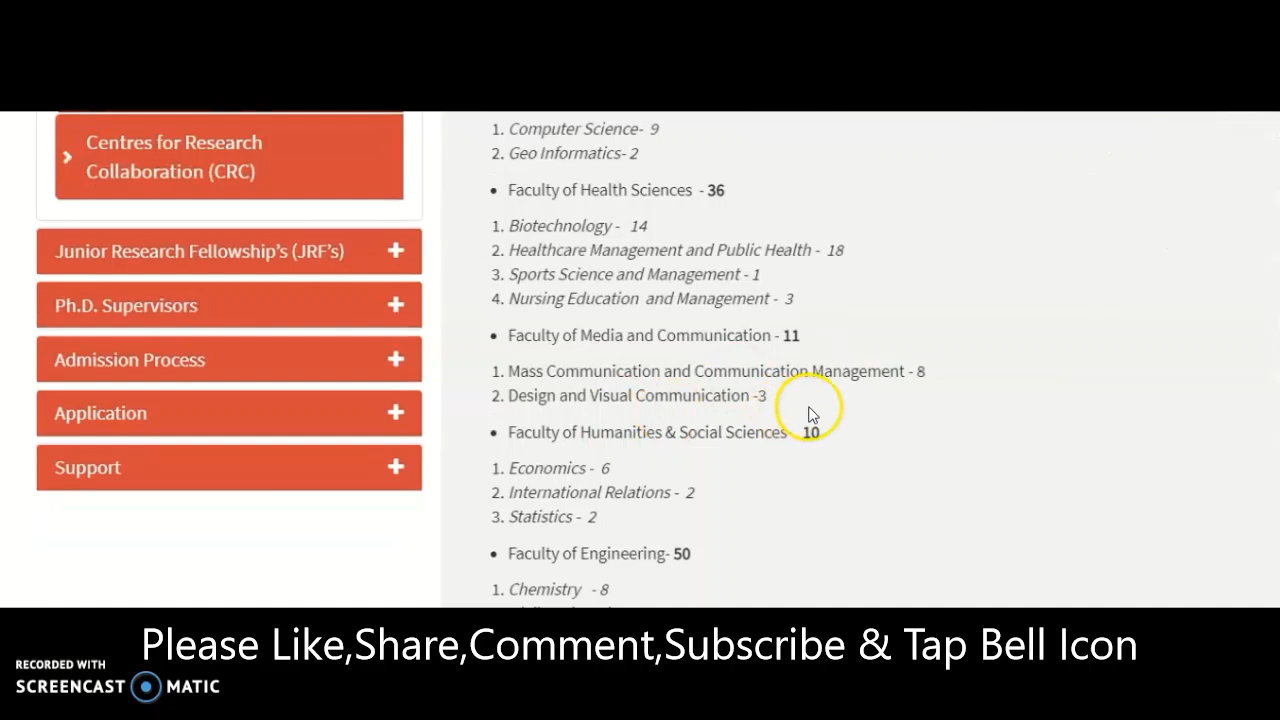 Centres for Research
Collaboration (CRC)
Junior Research Fellowship’s (JRF’s)
Ph.D. Supervisors
Admission Process
Application
Support
1. Computer Science- 9
2. Geo Informatics- 2
• Faculty of Health Sciences - 36
1. Biotechnology - 14
2. Healthcare Management and Public Health - 18
3. Sports Science and Management - 1
4. Nursing Education and Management - 3
• Faculty of Media and Communication - 11
1. Mass Communication and Communication Management - 8
2. Design and Visual Communication -3
• Faculty of Humanities & Social Sciences- 10
1. Economics - 6
2. International Relations - 2
3. Statistics - 2
• Faculty of Engineering- 50
1. Chemistry - 8
Please Like,Share,Comment,Subscribe & Tap Bell Icon
RECORDED WITH
SCREENCAST MATIC